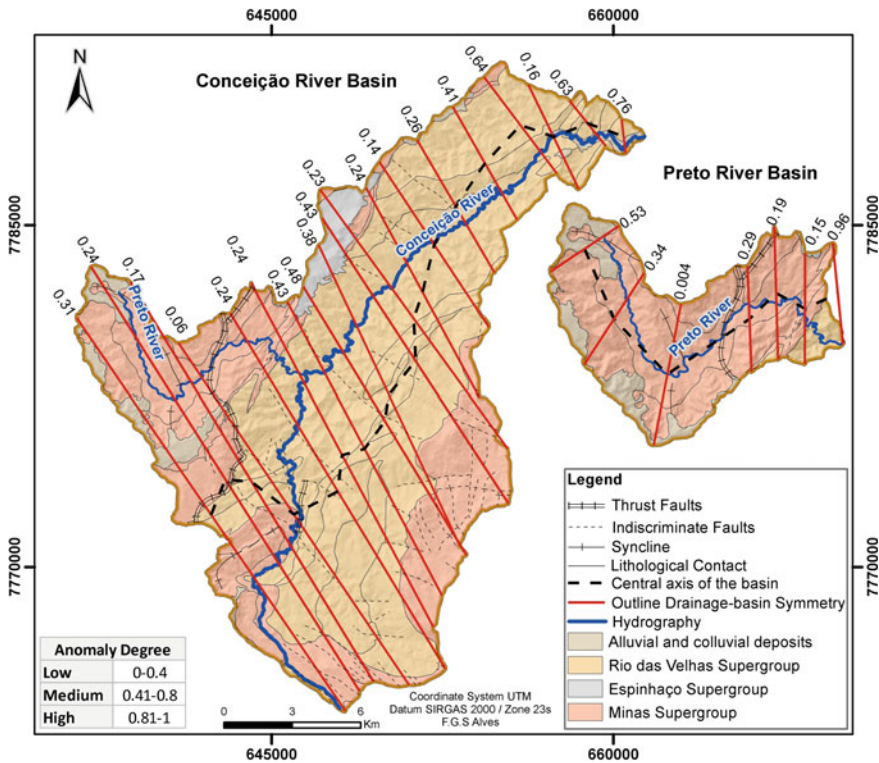 645000
660000
N
Conceição River Basin
0.64
0.16
0.63
0.76
0.41
0.26
0.14
0.24
0.23
0.43
0.38
0.48
0.43
0.24
0.24
0.06
0.17
0.24
0.31
Preto River
Conceição River
Preto River Basin
0.53
0.34
0.004
0.29
0.19
0.15
0.96
Preto River
7785000
7785000
7770000
7770000
Legend
Thrust Faults
Indiscriminate Faults
Syncline
Lithological Contact
Central axis of the basin
Outline Drainage-basin Symmetry
Hydrography
Alluvial and colluvial deposits
Rio das Velhas Supergroup
Espinhaço Supergroup
Minas Supergroup
Anomaly Degree
Low 0-0.4
Medium 0.41-0.8
High 0.81-1
0 3 6
Km
Coordinate System UTM
Datum SIRGAS 2000 / Zone 23s
F.G.S Alves
645000
660000